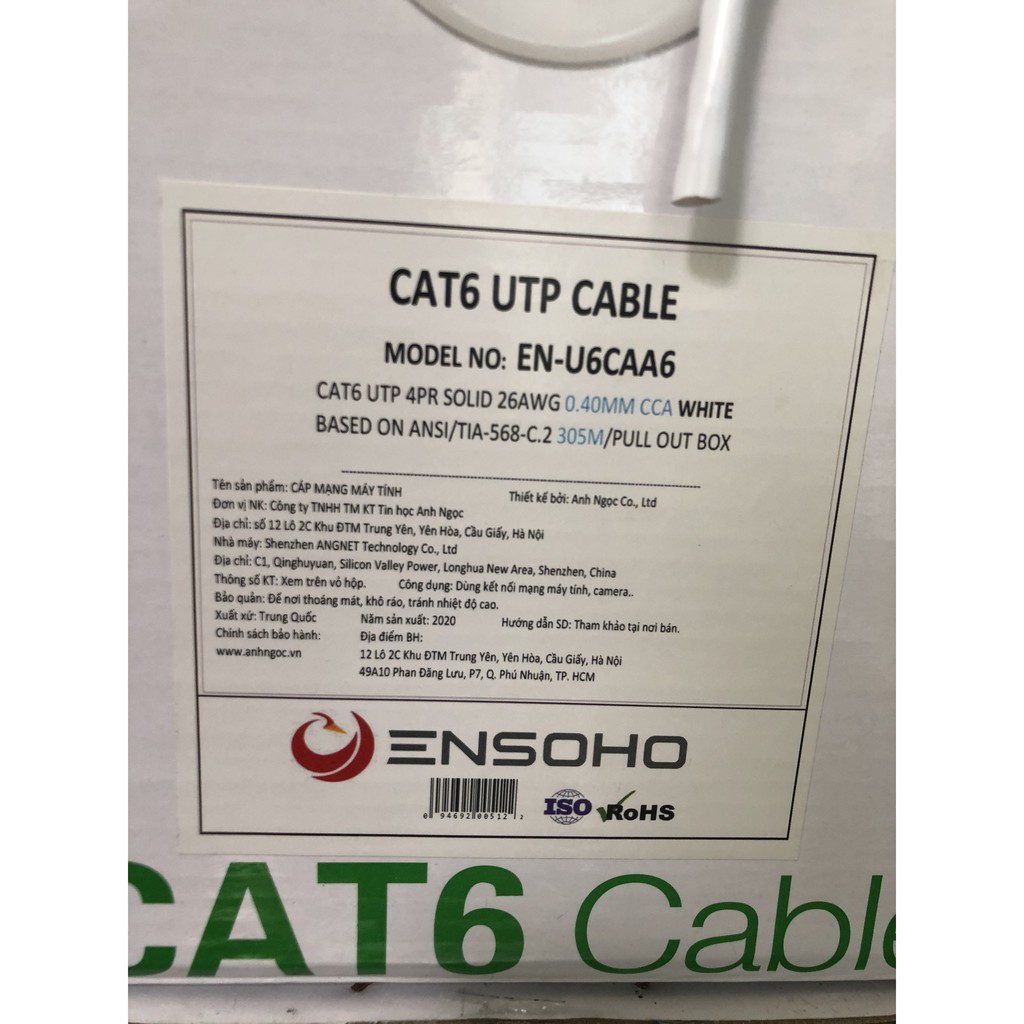 CAT6 UTP CABLE
MODEL NO: EN-U6CAA6
CAT6 UTP 4PR SOLID 26AWG 0.40MM CCA WHITE
BASED ON ANSI/TIA-568-C.2 305M/PULL OUT BOX
Tên sản phẩm: CÁP MẠNG MÁY TÍNH Thiết kế bởi: Anh Ngọc Co., Ltd
Đơn vị NK: Công ty TNHH TM KT Tin học Anh Ngọc
Địa chỉ: số 12 Lô 2C Khu ĐTM Trung Yên, Yên Hòa, Cầu Giấy, Hà Nội
Nhà máy: Shenzhen ANGNET Technology Co., Ltd
Địa chỉ: C1, Qinghuyuan, Silicon Valley Power, Longhua New Area, Shenzhen, China
Thông số KT: Xem trên vỏ hộp. Công dụng: Dùng kết nối mạng máy tính, camera..
Bảo quản: Để nơi thoáng mát, khô ráo, tránh nhiệt độ cao.
Xuất xứ: Trung Quốc Năm sản xuất: 2020 Hướng dẫn SD: Tham khảo tại nơi bán.
Chính sách bảo hành: Địa điểm BH:
www.anhngoc.vn 12 Lô 2C Khu ĐTM Trung Yên, Yên Hòa, Cầu Giấy, Hà Nội
49A10 Phan Đăng Lưu, P7, Q. Phú Nhuận, TP. HCM
ENSOHO
0 94692 00512 2
ISO RoHS
CAT6 Cable